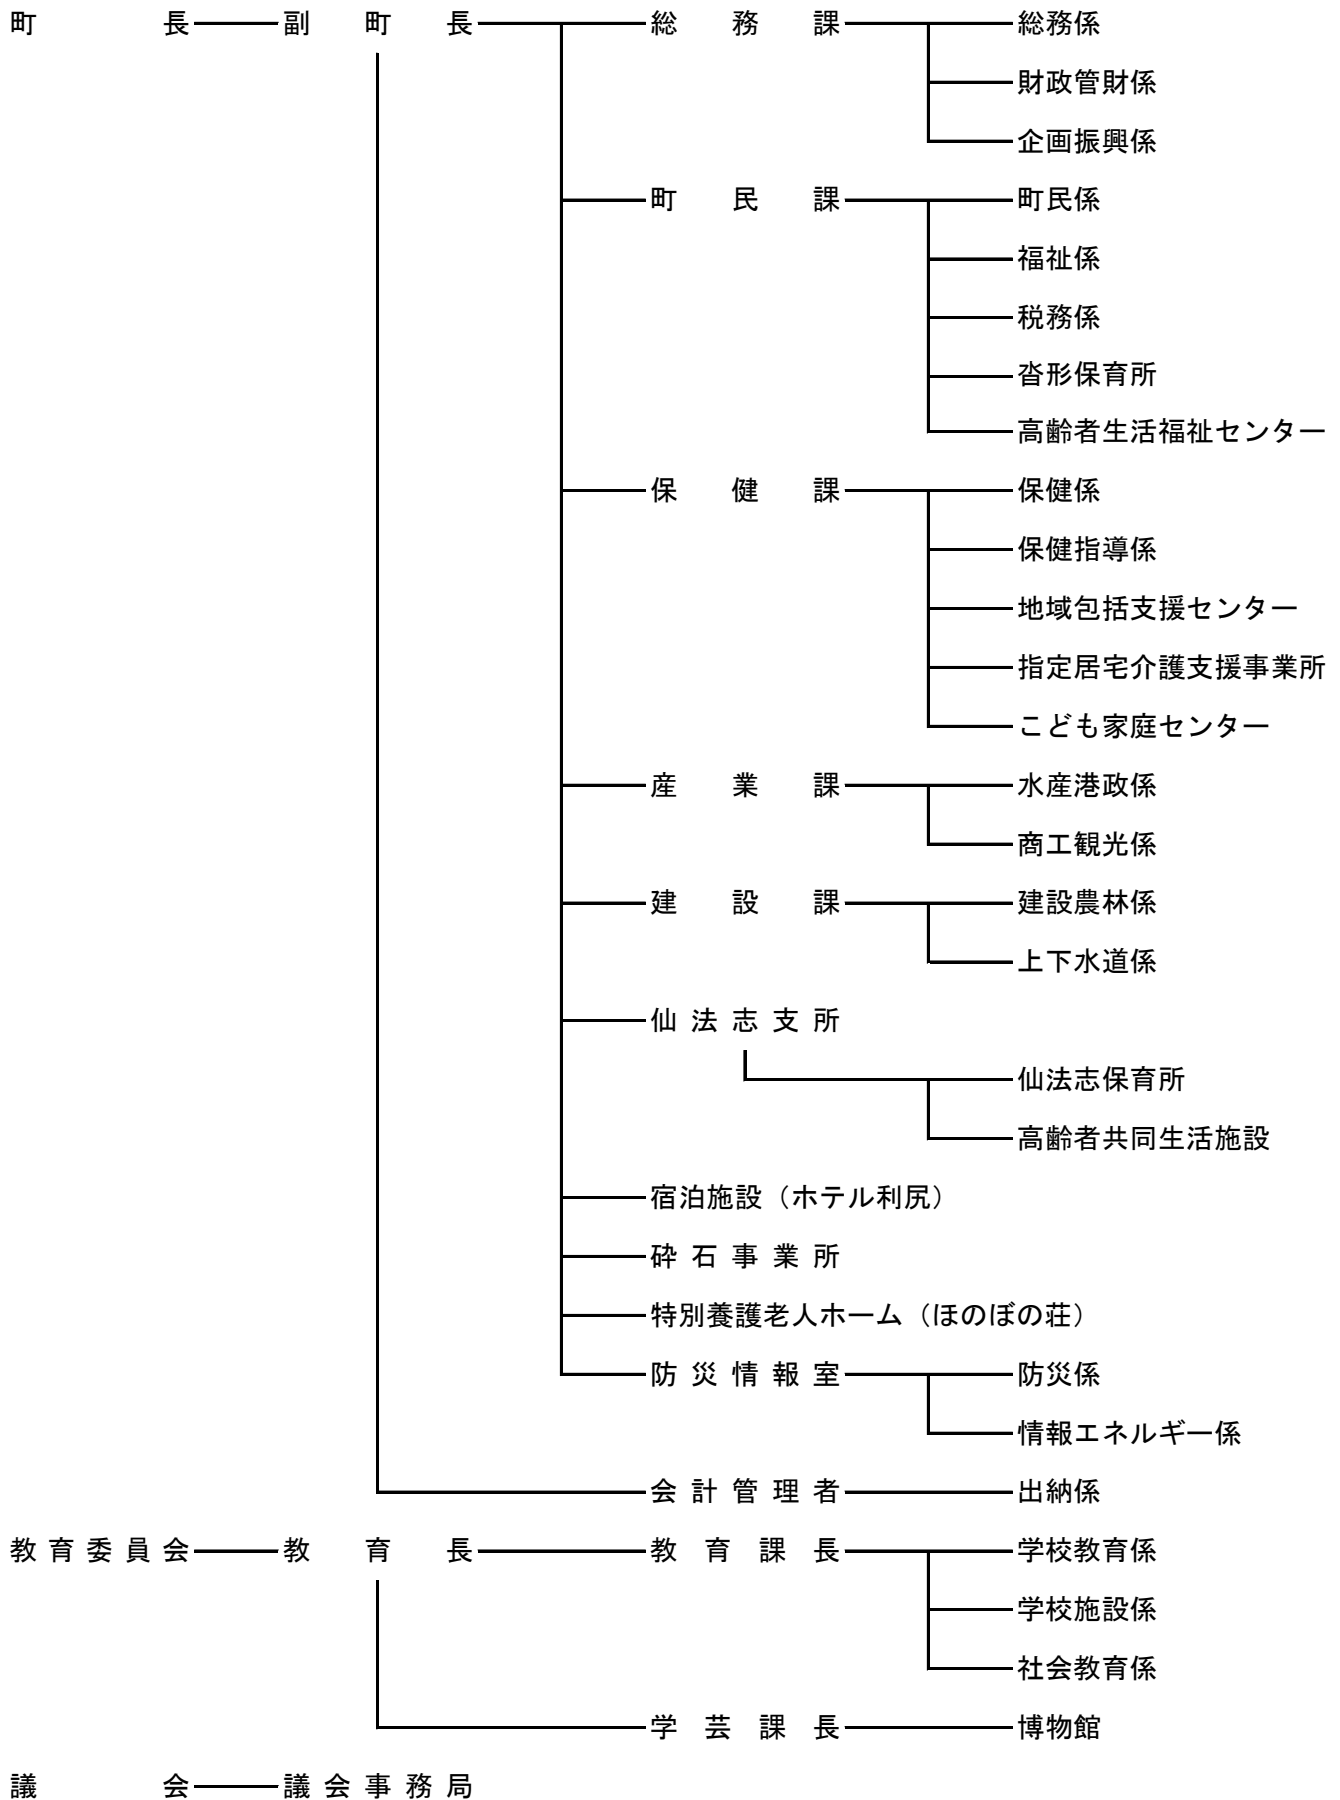 町長 副町長 総務課 総務係
財政管財係
企画振興係
町民課 町民係
福祉係
税務係
沓形保育所
高齢者生活福祉センター
保健課 保健係
保健指導係
地域包括支援センター
指定居宅介護支援事業所
こども家庭センター
産業課 水産港政係
商工観光係
建設課 建設農林係
上下水道係
仙法志支所
仙法志保育所
高齢者共同生活施設
宿泊施設（ホテル利尻）
砕石事業所
特別養護老人ホーム（ほのぼの荘）
防災情報室 防災係
情報エネルギー係
会計管理者 出納係
教育委員会 教育長 教育課長 学校教育係
学校施設係
社会教育係
学芸課長 博物館
議会 議会事務局